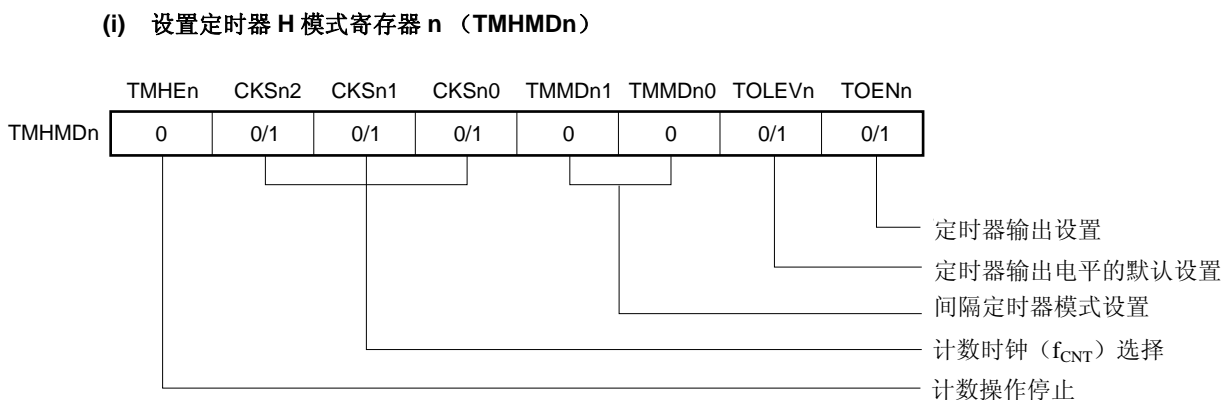 (i) 设置定时器 H 模式寄存器 n （TMHMDn）
TMHEn CKSn2 CKSn1 CKSn0 TMMDn1 TMMDn0 TOLEVn TOENn
TMHMDn 0 0/1 0/1 0/1 0 0 0/1 0/1
定时器输出设置
定时器输出电平的默认设置
间隔定时器模式设置
计数时钟（fCNT）选择
计数操作停止